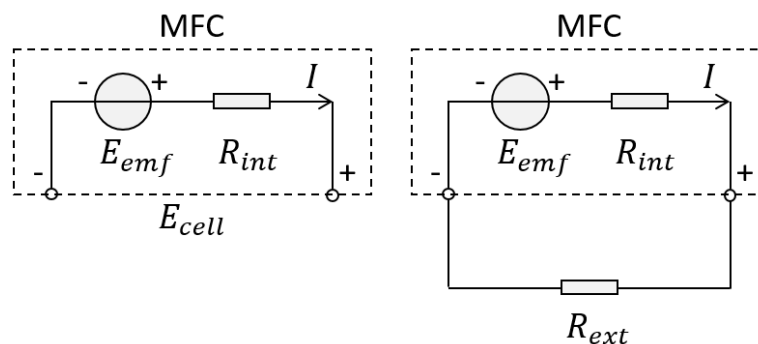 MFC
- + I
E_emf R_int
- +
E_cell
MFC
- + I
E_emf R_int
- +
R_ext